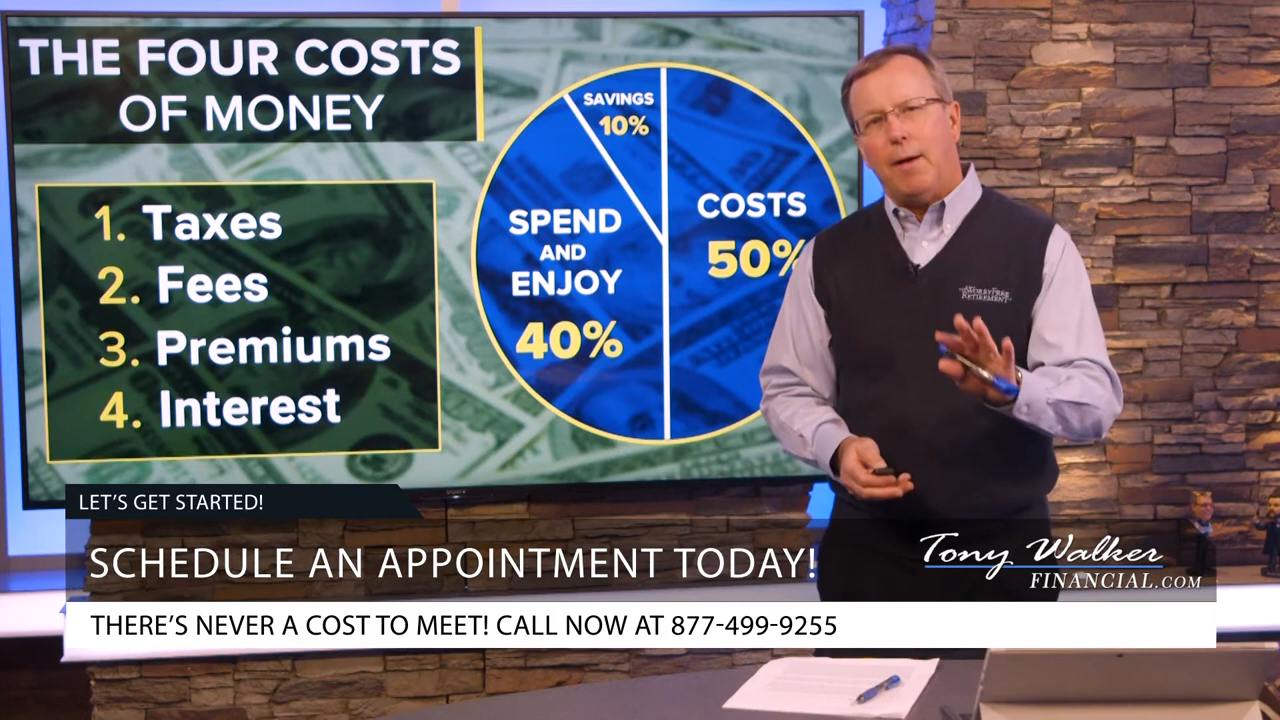 THE FOUR COSTS
OF MONEY
1. Taxes
2. Fees
3. Premiums
4. Interest
SAVINGS
10%
SPEND
AND
ENJOY
40%
COSTS
50%
WORRYFREE
RETIREMENT
LET'S GET STARTED!
SCHEDULE AN APPOINTMENT TODAY!
Tony Walker
FINANCIAL.COM
THERE'S NEVER A COST TO MEET! CALL NOW AT 877-499-9255